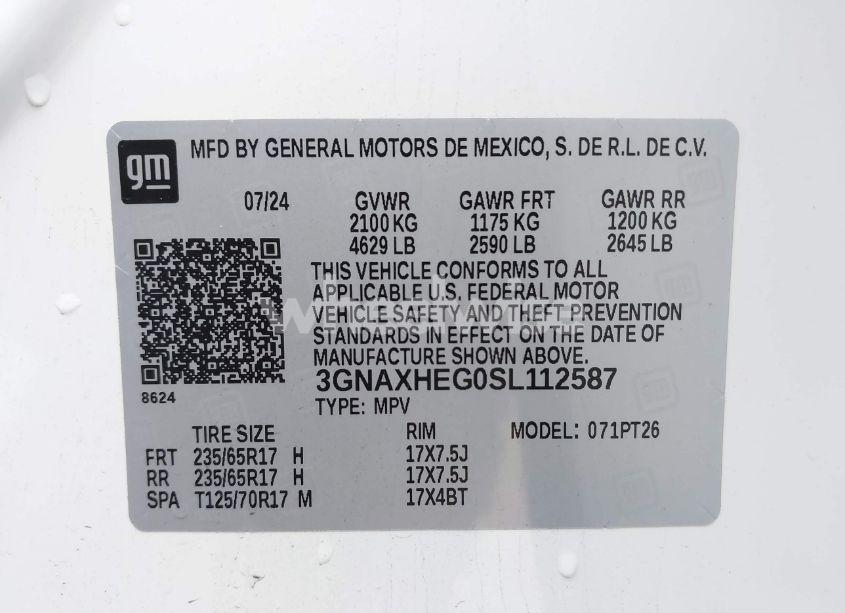 gm
MFD BY GENERAL MOTORS DE MEXICO, S. DE R.L. DE C.V.
07/24 GVWR GAWR FRT GAWR RR
2100 KG 1175 KG 1200 KG
4629 LB 2590 LB 2645 LB
THIS VEHICLE CONFORMS TO ALL
APPLICABLE U.S. FEDERAL MOTOR
VEHICLE SAFETY AND THEFT PREVENTION
STANDARDS IN EFFECT ON THE DATE OF
MANUFACTURE SHOWN ABOVE.
3GNAXHEG0SL112587
8624
TYPE: MPV
TIRE SIZE RIM MODEL: 071PT26
FRT 235/65R17 H 17X7.5J
RR 235/65R17 H 17X7.5J
SPA T125/70R17 M 17X4BT